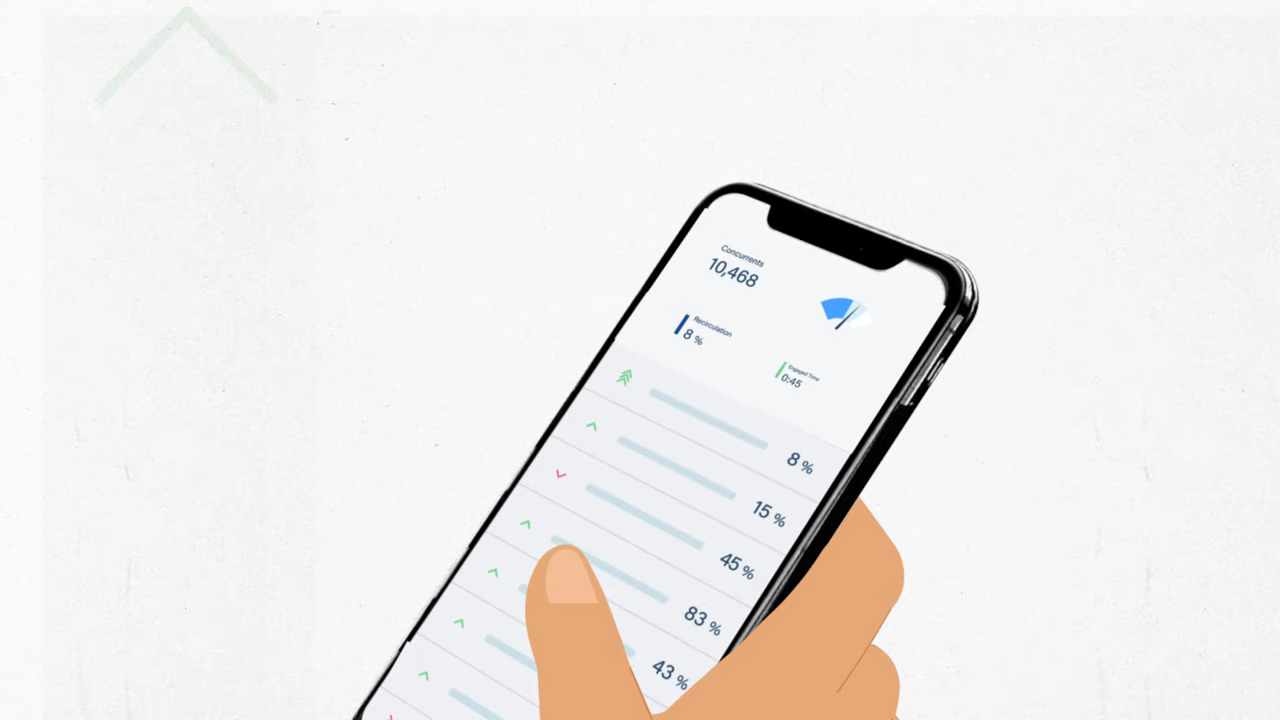 Concurrents
10,468
Recirculation
8 %
Engaged Time
0:45
8 %
15 %
45 %
83 %
43 %